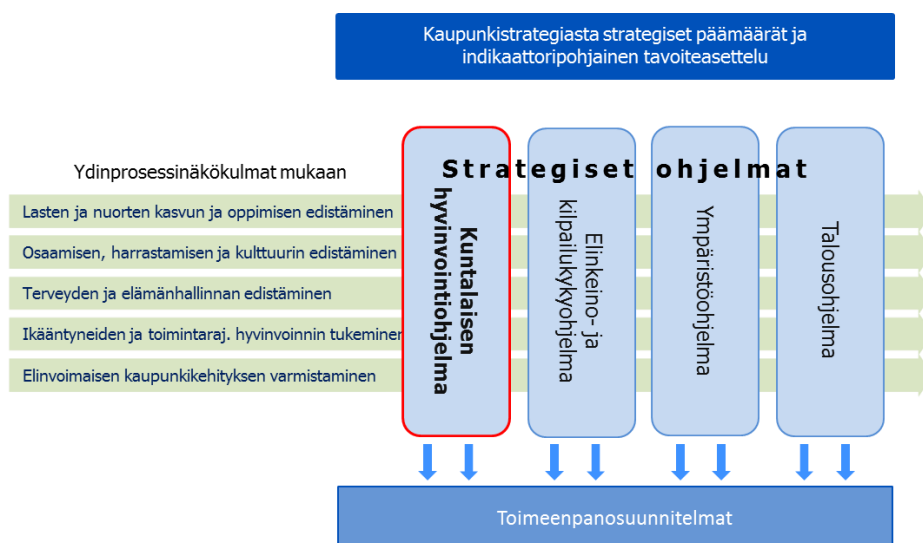 Kaupunkistrategiasta strategiset päämäärät ja
indikaattoripohjainen tavoiteasettelu
Strategiset ohjelmat
Ydinprosessinäkökulmat mukaan
Lasten ja nuorten kasvun ja oppimisen edistäminen
Osaamisen, harrastamisen ja kulttuurin edistäminen
Terveyden ja elämänhallinnan edistäminen
Ikääntyneiden ja toimintaraj. hyvinvoinnin tukeminen
Elinvoimaisen kaupunkikehityksen varmistaminen
Kuntalaisen
hyvinvointiohjelma
Elinkeino- ja
kilpailukykyohjelma
Ympäristöohjelma
Talousohjelma
Toimeenpanosuunnitelmat